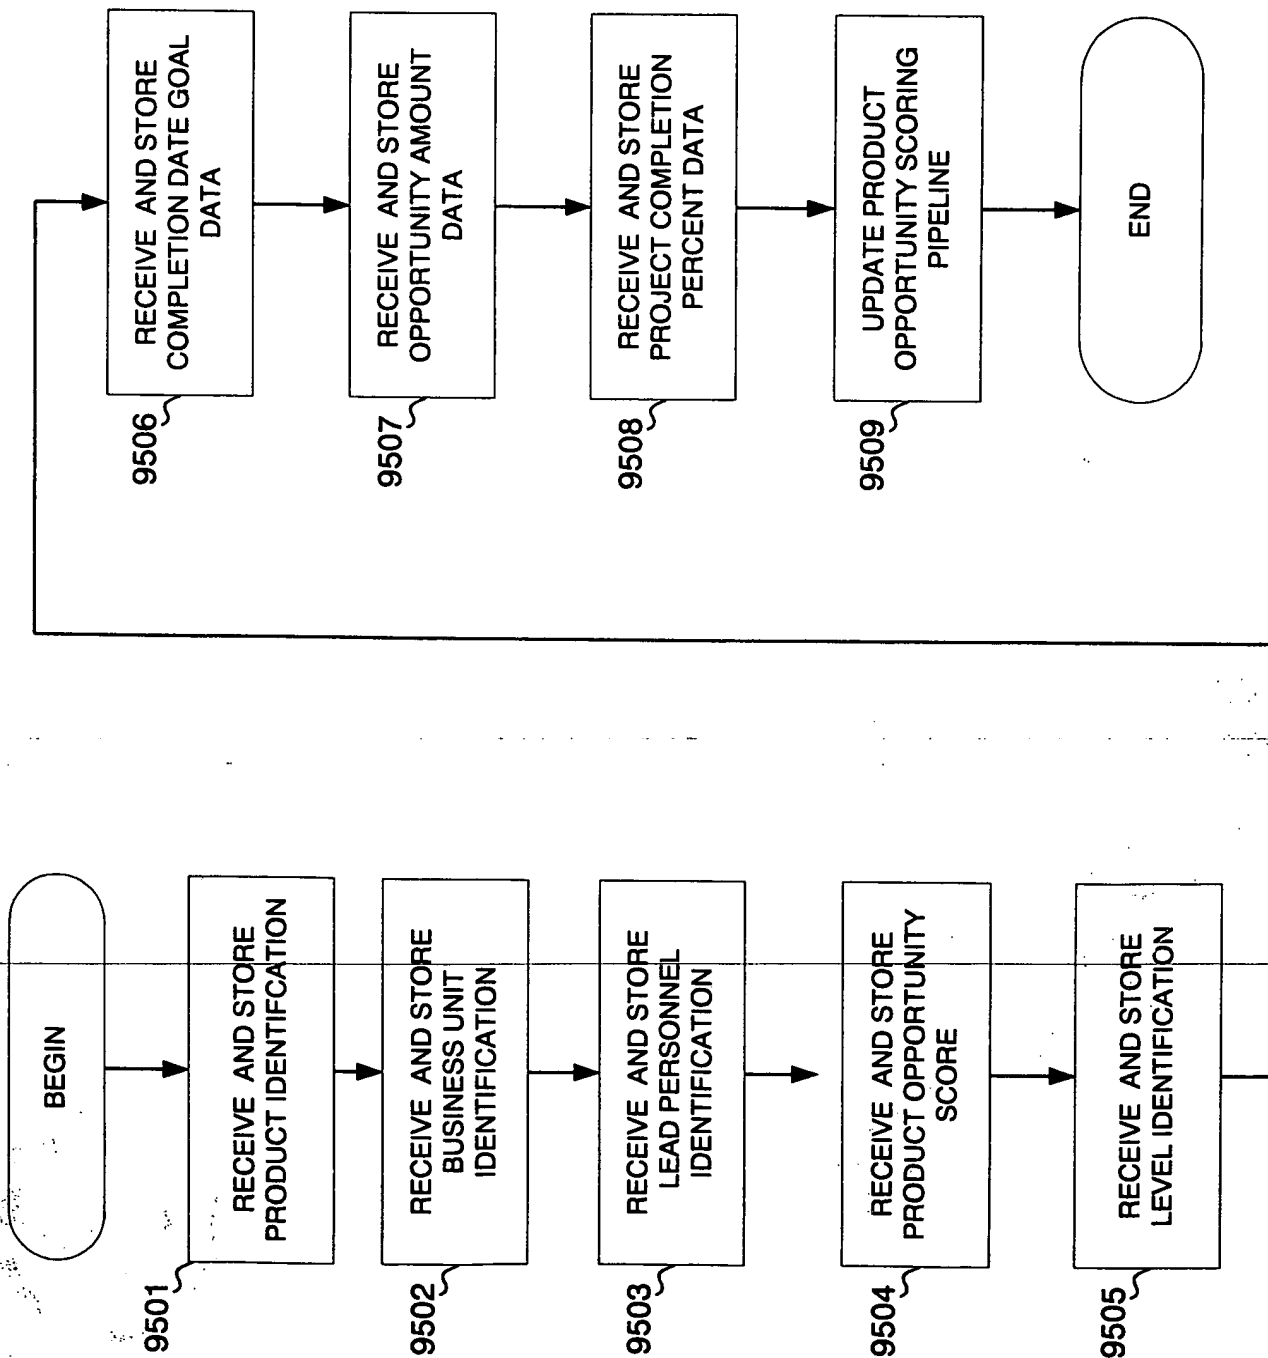 BEGIN
RECEIVE AND STORE
PRODUCT IDENTIFCATION
9501
RECEIVE AND STORE
BUSINESS UNIT
IDENTIFICATION
9502
RECEIVE AND STORE
LEAD PERSONNEL
IDENTIFICATION
9503
RECEIVE AND STORE
PRODUCT OPPORTUNITY
SCORE
9504
RECEIVE AND STORE
LEVEL IDENTIFICATION
9505
RECEIVE AND STORE
COMPLETION DATE GOAL
DATA
9506
RECEIVE AND STORE
OPPORTUNITY AMOUNT
DATA
9507
RECEIVE AND STORE
PROJECT COMPLETION
PERCENT DATA
9508
UPDATE PRODUCT
OPPORTUNITY SCORING
PIPELINE
9509
END